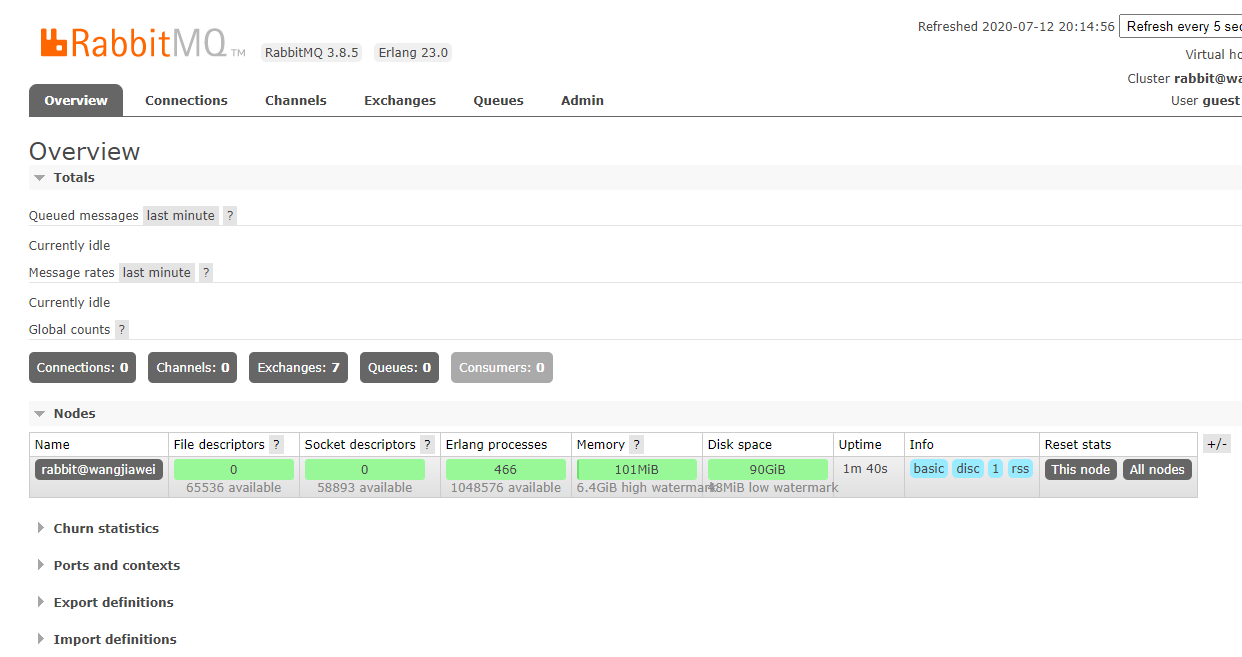 RabbitMQ TM RabbitMQ 3.8.5 Erlang 23.0
Refreshed 2020-07-12 20:14:56 Refresh every 5 sec
Virtual ho
Cluster rabbit@wa
User guest
Overview Connections Channels Exchanges Queues Admin
Overview
Totals
Queued messages last minute ?
Currently idle
Message rates last minute ?
Currently idle
Global counts ?
Connections: 0 Channels: 0 Exchanges: 7 Queues: 0 Consumers: 0
Nodes
Name File descriptors ? Socket descriptors ? Erlang processes Memory ? Disk space Uptime Info Reset stats +/-
rabbit@wangjiawei 0 0 466 101MiB 90GiB 1m 40s basic disc 1 rss This node All nodes
65536 available 58893 available 1048576 available 6.4GiB high watermark 48MiB low watermark
Churn statistics
Ports and contexts
Export definitions
Import definitions